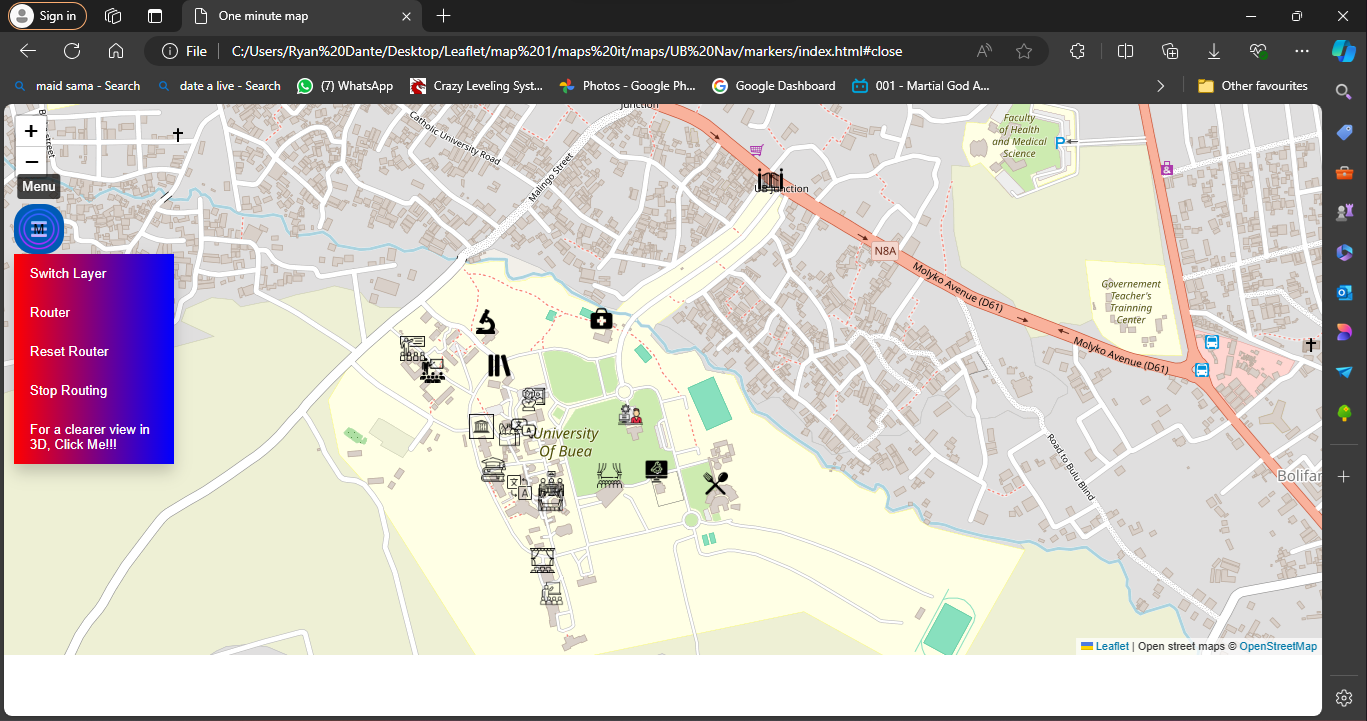 Sign in
One minute map
File
C:/Users/Ryan%20Dante/Desktop/Leaflet/map%201/maps%20it/maps/UB%20Nav/markers/index.html#close
maid sama - Search
date a live - Search
(7) WhatsApp
Crazy Leveling Syst...
Photos - Google Ph...
Google Dashboard
001 - Martial God A...
Other favourites
+
−
Menu
M
Switch Layer
Router
Reset Router
Stop Routing
For a clearer view in
3D, Click Me!!!
street
Catholic University Road
Malingo Street
Junction
UB Junction
Faculty
of Health
and Medical
Science
P
N8A
Molyko Avenue (D61)
Molyko Avenue (D61)
Governement
Teacher's
Trainning
Center
Road to Bulu Blind
Bolifar
University
Of Buea
Leaflet | Open street maps © OpenStreetMap